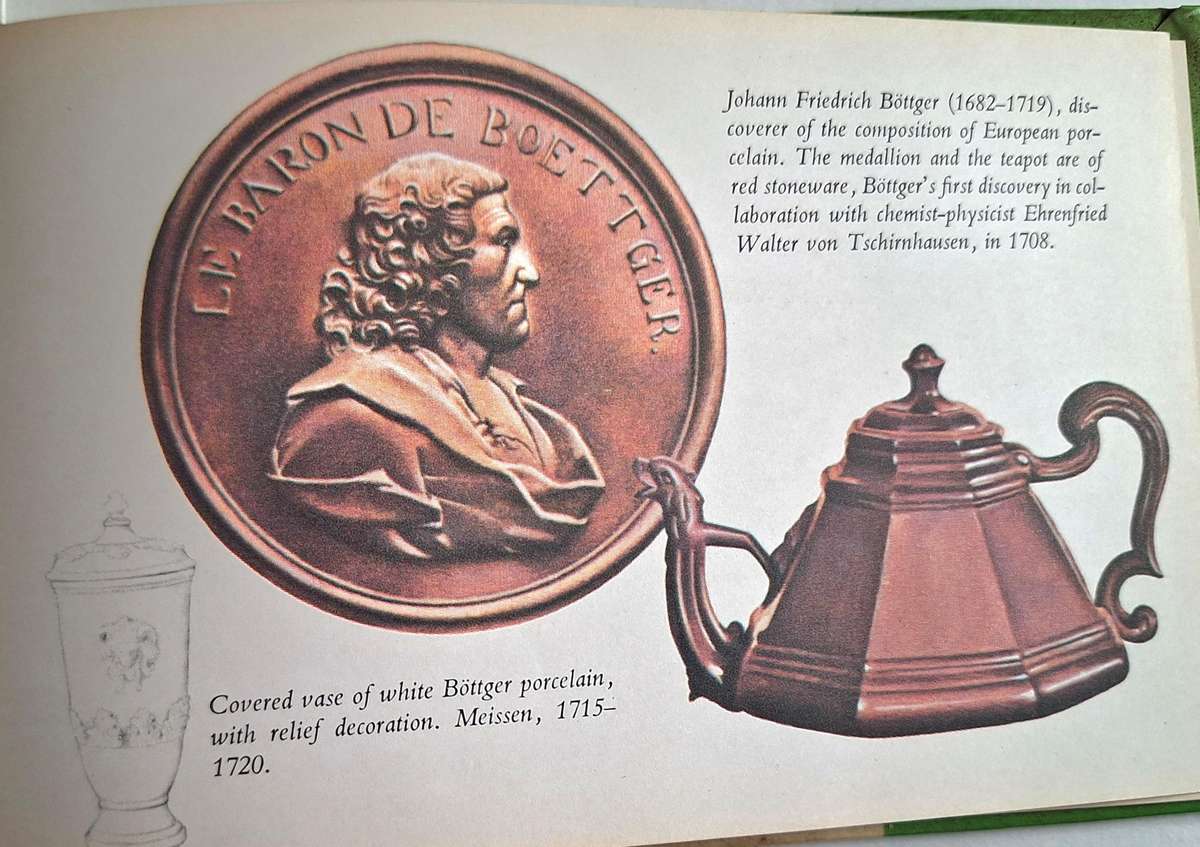 LE BARON DE BOETTGER.
Johann Friedrich Böttger (1682–1719), dis-
coverer of the composition of European por-
celain. The medallion and the teapot are of
red stoneware, Böttger's first discovery in col-
laboration with chemist-physicist Ehrenfried
Walter von Tschirnhausen, in 1708.
Covered vase of white Böttger porcelain,
with relief decoration. Meissen, 1715–
1720.